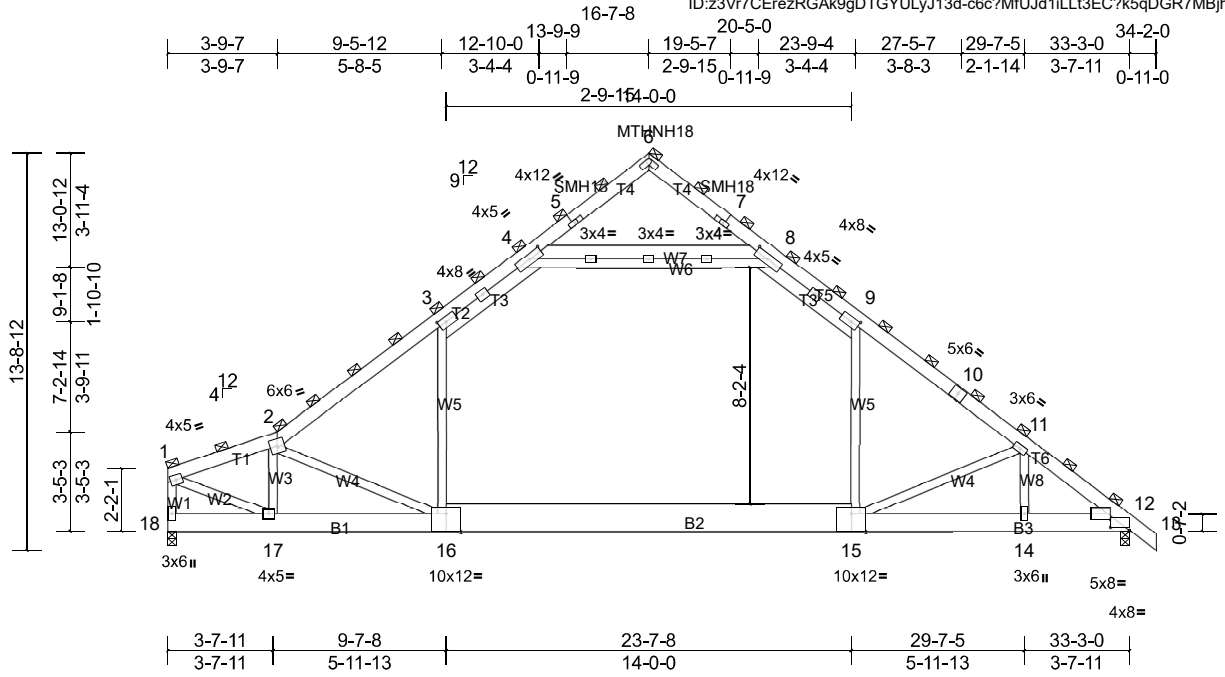 ID:z3Vr7CErezRGAk9gDTGYULyJ13d-c6c?MfUJd1iLLt3EC?k5qDGR7MBjr
16-7-8
13-9-9 20-5-0 34-2-0
3-9-7 9-5-12 12-10-0 19-5-7 23-9-4 27-5-7 29-7-5 33-3-0
3-9-7 5-8-5 3-4-4 2-9-15 3-4-4 3-8-3 2-1-14 3-7-11
0-11-9 0-11-9 0-11-0
2-9-15 14-0-0
MTHNH18
6
12
9
4x12 SMH18 T4 T4 SMH18 4x12
5 7
4x5 4x8
4 3x4= 3x4= 3x4= 8
4x5
4x8 W7
W6
3 T2 T3 T3 T5 9
13-0-12
3-11-4
9-1-8
1-10-10
13-8-12
7-2-14
3-9-11
8-2-4
12
4
6x6 5x6
10
3x6
4x5 2 W5 W5 11
1 T1 T6
3-5-3
3-5-3
2-2-1
W1 W2 W3 W4 W4 W8 12
0-7-2
18 B1 B2 B3 13
17 16 15 14
3x6 4x5= 10x12= 10x12= 3x6 5x8=
4x8=
3-7-11 9-7-8 23-7-8 29-7-5 33-3-0
3-7-11 5-11-13 14-0-0 5-11-13 3-7-11